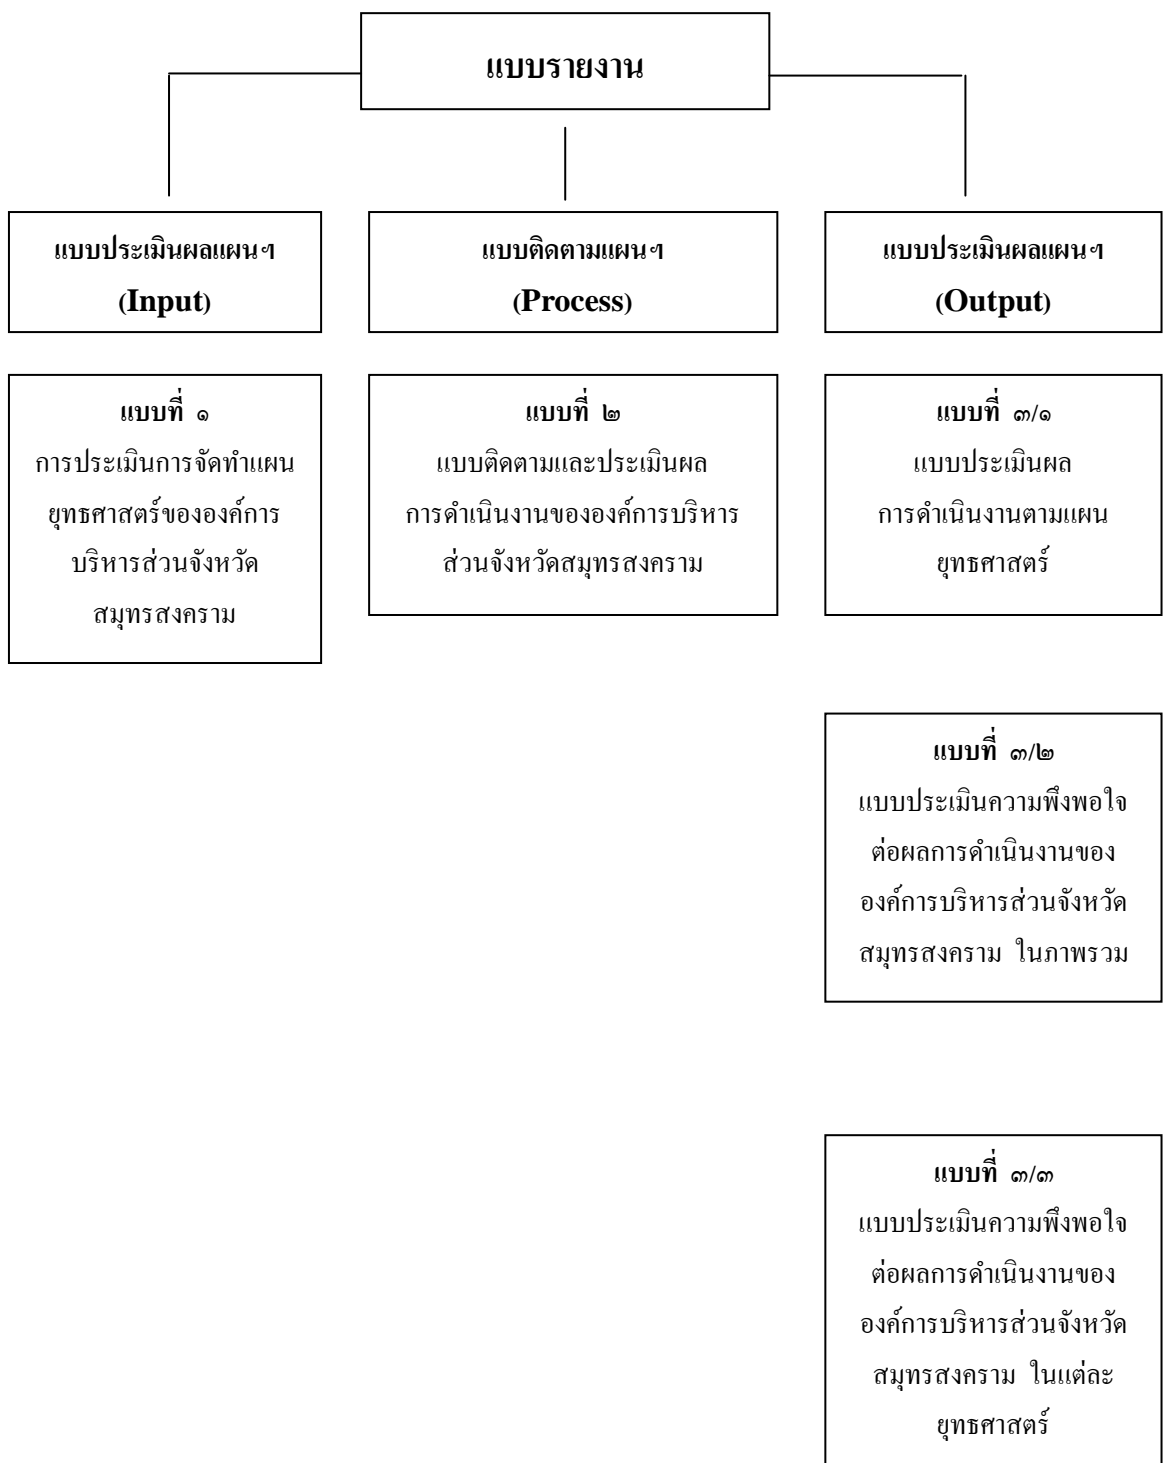 แบบรายงาน
แบบประเมินผลแผนฯ
(Input)
แบบติดตามแผนฯ
(Process)
แบบประเมินผลแผนฯ
(Output)
แบบที่ ๑
การประเมินการจัดทำแผน
ยุทธศาสตร์ขององค์การ
บริหารส่วนจังหวัด
สมุทรสงคราม
แบบที่ ๒
แบบติดตามและประเมินผล
การดำเนินงานขององค์การบริหาร
ส่วนจังหวัดสมุทรสงคราม
แบบที่ ๓/๑
แบบประเมินผล
การดำเนินงานตามแผน
ยุทธศาสตร์
แบบที่ ๓/๒
แบบประเมินความพึงพอใจ
ต่อผลการดำเนินงานของ
องค์การบริหารส่วนจังหวัด
สมุทรสงคราม ในภาพรวม
แบบที่ ๓/๓
แบบประเมินความพึงพอใจ
ต่อผลการดำเนินงานของ
องค์การบริหารส่วนจังหวัด
สมุทรสงคราม ในแต่ละ
ยุทธศาสตร์